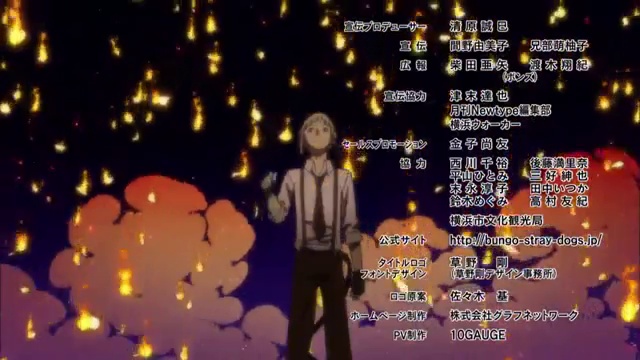 宣伝プロデューサー 清原誠巳
宣伝 間野由美子 兄部萌柚子
広報 柴田亜矢 渡木翔紀
(ボンズ)
宣伝協力 津末達也
月刊Newtype編集部
横浜ウォーカー
セールスプロモーション 金子尚友
協力 西川千裕 後藤満里奈
平山ひとみ 三好紳也
末永淳子 田中いつか
鈴木めぐみ 高村友紀
横浜市文化観光局
公式サイト http://bungo-stray-dogs.jp/
タイトルロゴ 草野 剛
フォントデザイン (草野剛デザイン事務所)
ロゴ原案 佐々木 基
ホームページ制作 株式会社グラフネットワーク
PV制作 10GAUGE